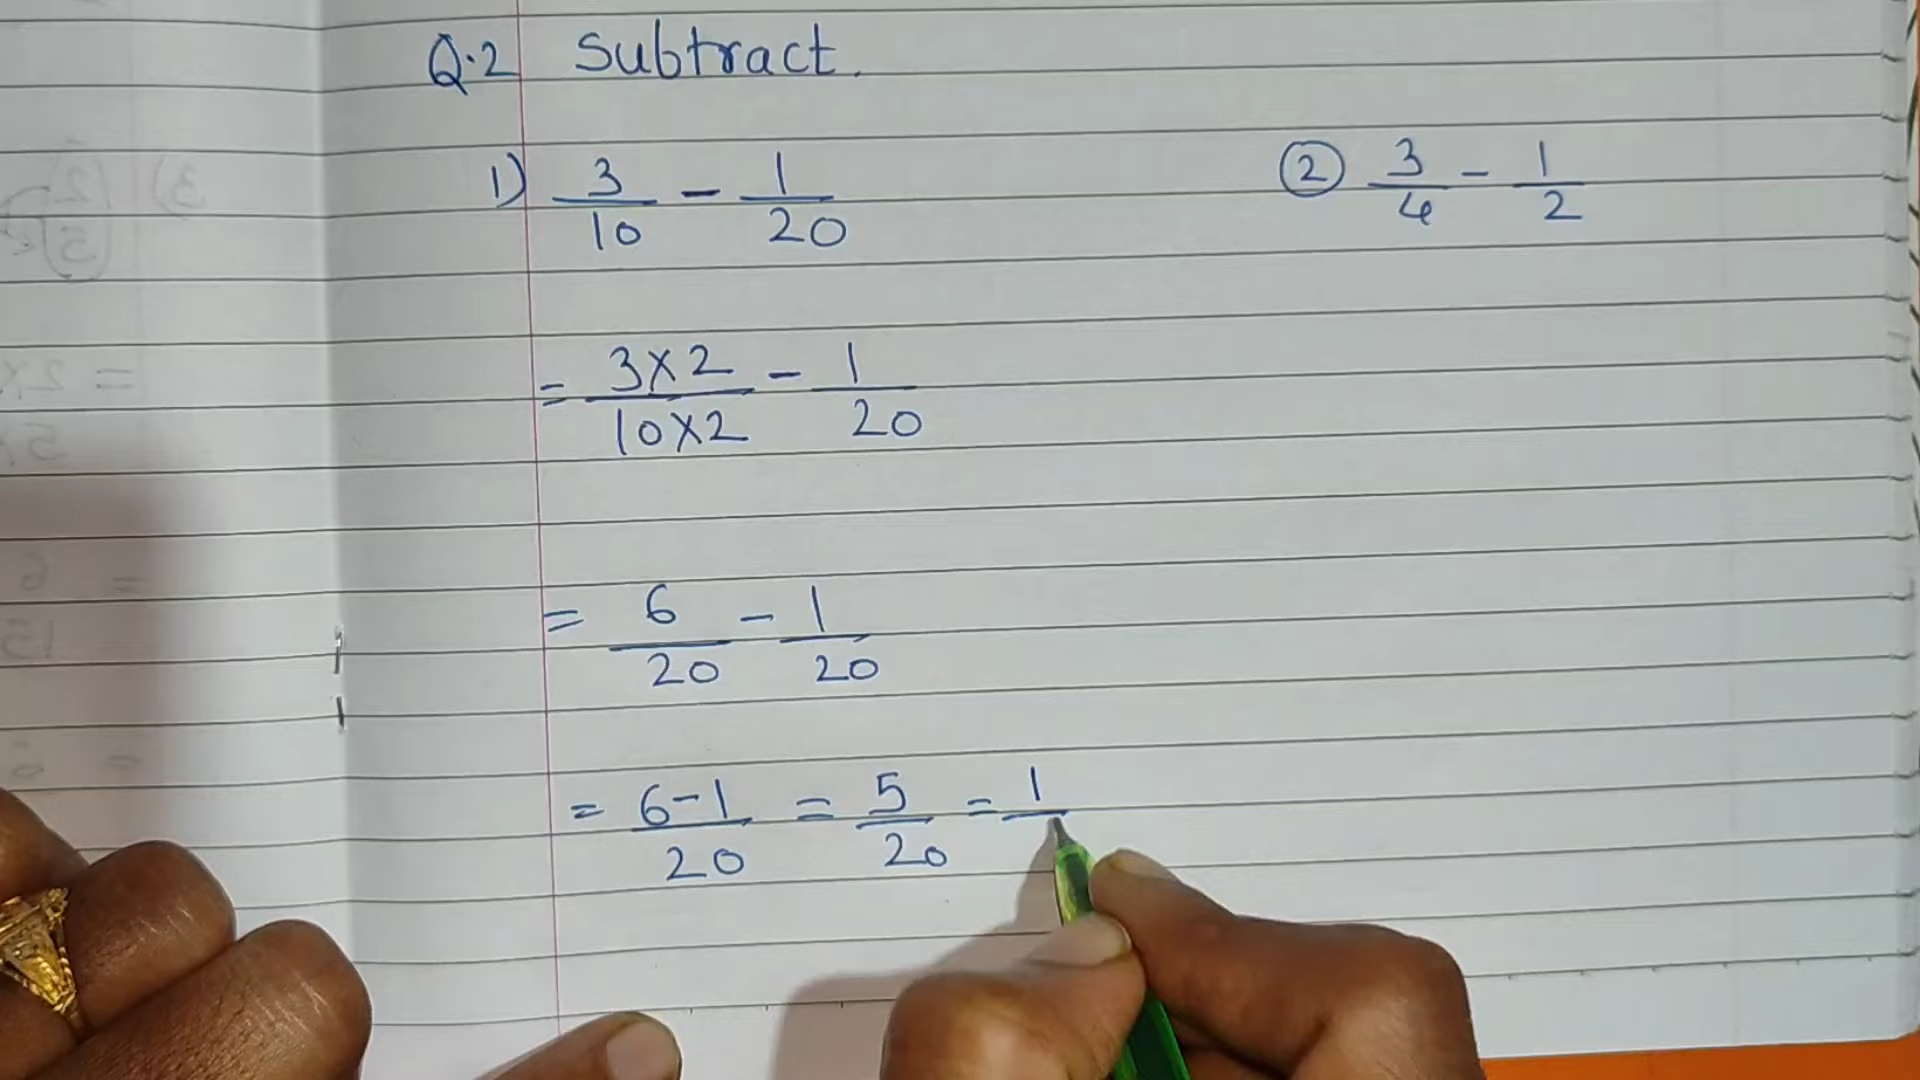 Q.2 Subtract.
1) 3/10 - 1/20
② 3/4 - 1/2
= 3×2/10×2 - 1/20
= 6/20 - 1/20
= 6-1/20 = 5/20 = 1/